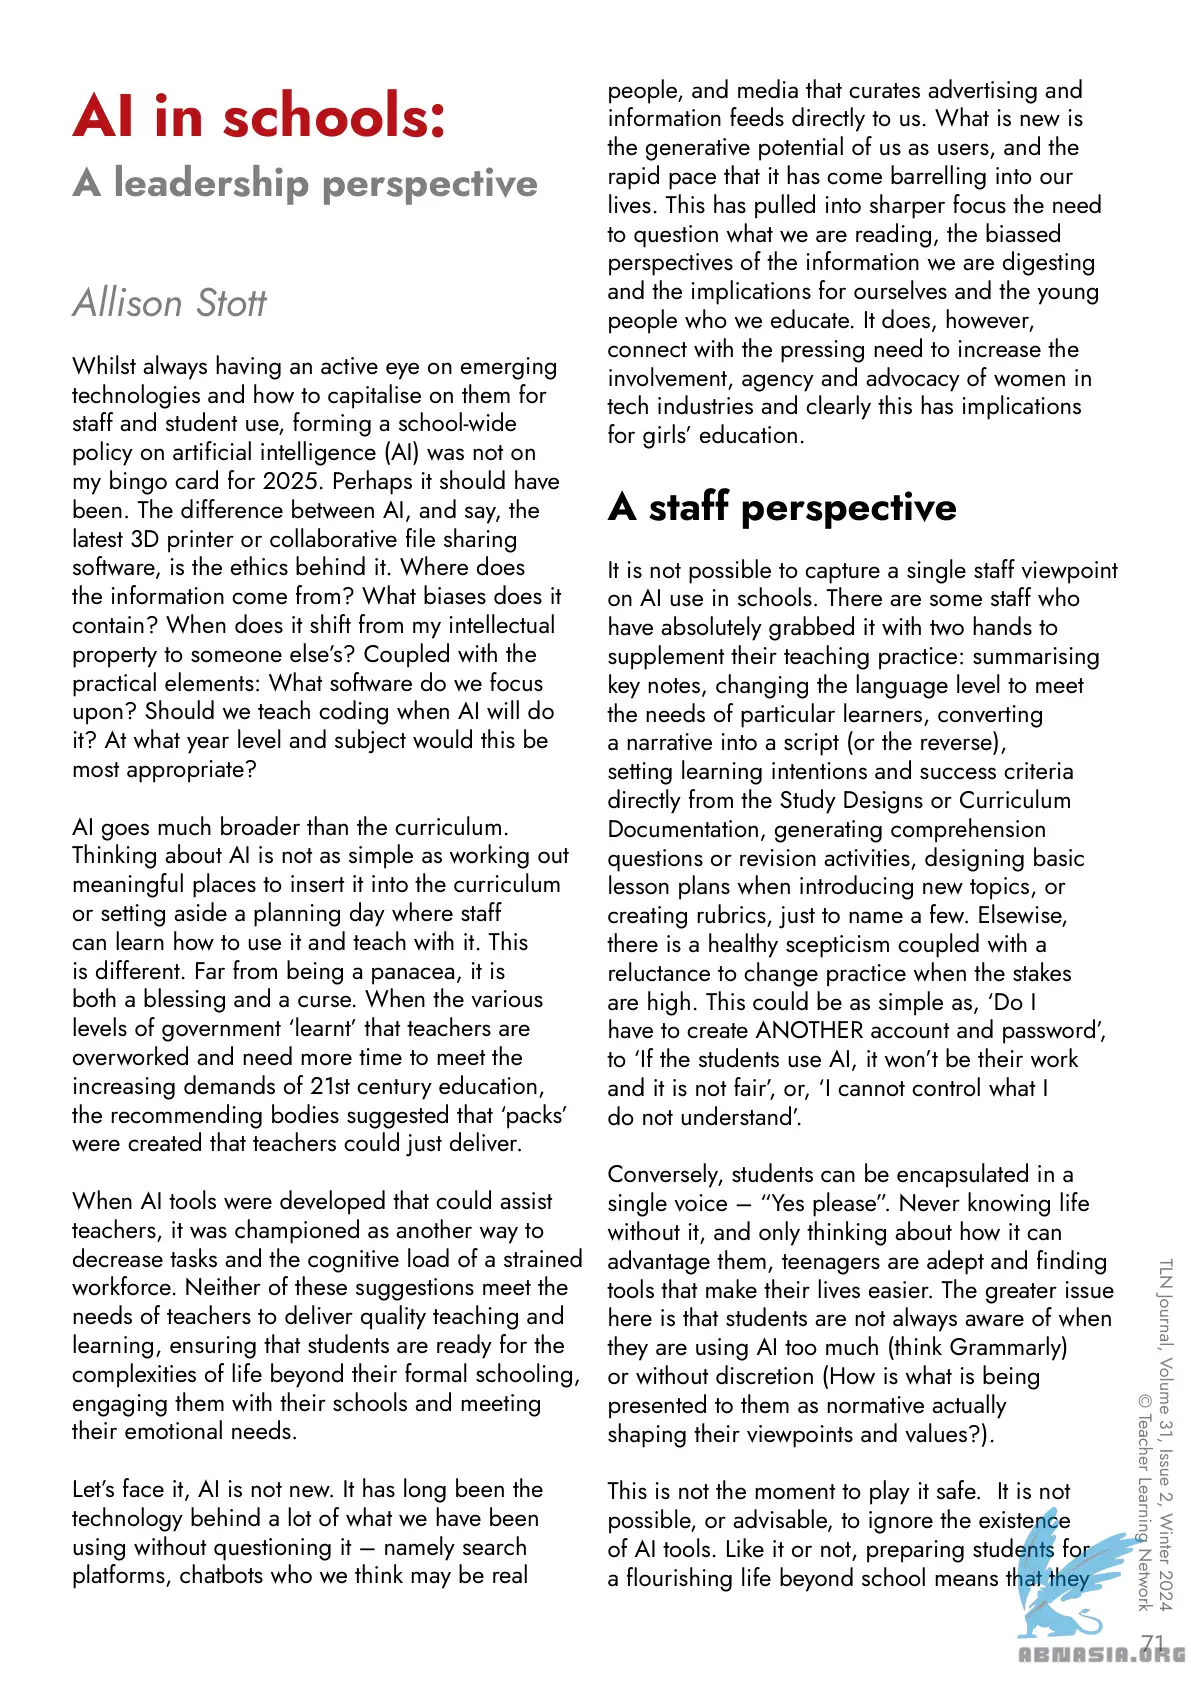 AI in schools:
A leadership perspective
Allison Stott
Whilst always having an active eye on emerging
technologies and how to capitalise on them for
staff and student use, forming a school-wide
policy on artificial intelligence (AI) was not on
my bingo card for 2025. Perhaps it should have
been. The difference between AI, and say, the
latest 3D printer or collaborative file sharing
software, is the ethics behind it. Where does
the information come from? What biases does it
contain? When does it shift from my intellectual
property to someone else’s? Coupled with the
practical elements: What software do we focus
upon? Should we teach coding when AI will do
it? At what year level and subject would this be
most appropriate?
AI goes much broader than the curriculum.
Thinking about AI is not as simple as working out
meaningful places to insert it into the curriculum
or setting aside a planning day where staff
can learn how to use it and teach with it. This
is different. Far from being a panacea, it is
both a blessing and a curse. When the various
levels of government ‘learnt’ that teachers are
overworked and need more time to meet the
increasing demands of 21st century education,
the recommending bodies suggested that ‘packs’
were created that teachers could just deliver.
When AI tools were developed that could assist
teachers, it was championed as another way to
decrease tasks and the cognitive load of a strained
workforce. Neither of these suggestions meet the
needs of teachers to deliver quality teaching and
learning, ensuring that students are ready for the
complexities of life beyond their formal schooling,
engaging them with their schools and meeting
their emotional needs.
Let’s face it, AI is not new. It has long been the
technology behind a lot of what we have been
using without questioning it – namely search
platforms, chatbots who we think may be real
people, and media that curates advertising and
information feeds directly to us. What is new is
the generative potential of us as users, and the
rapid pace that it has come barrelling into our
lives. This has pulled into sharper focus the need
to question what we are reading, the biassed
perspectives of the information we are digesting
and the implications for ourselves and the young
people who we educate. It does, however,
connect with the pressing need to increase the
involvement, agency and advocacy of women in
tech industries and clearly this has implications
for girls’ education.
A staff perspective
It is not possible to capture a single staff viewpoint
on AI use in schools. There are some staff who
have absolutely grabbed it with two hands to
supplement their teaching practice: summarising
key notes, changing the language level to meet
the needs of particular learners, converting
a narrative into a script (or the reverse),
setting learning intentions and success criteria
directly from the Study Designs or Curriculum
Documentation, generating comprehension
questions or revision activities, designing basic
lesson plans when introducing new topics, or
creating rubrics, just to name a few. Elsewise,
there is a healthy scepticism coupled with a
reluctance to change practice when the stakes
are high. This could be as simple as, ‘Do I
have to create ANOTHER account and password’,
to ‘If the students use AI, it won’t be their work
and it is not fair’, or, ‘I cannot control what I
do not understand’.
Conversely, students can be encapsulated in a
single voice – “Yes please”. Never knowing life
without it, and only thinking about how it can
advantage them, teenagers are adept and finding
tools that make their lives easier. The greater issue
here is that students are not always aware of when
they are using AI too much (think Grammarly)
or without discretion (How is what is being
presented to them as normative actually
shaping their viewpoints and values?).
This is not the moment to play it safe.  It is not
possible, or advisable, to ignore the existence
of AI tools. Like it or not, preparing students for
a flourishing life beyond school means that they
TLN Journal, Volume 31, Issue 2, Winter 2024
© Teacher Learning Network
71
ABNASIA.ORG